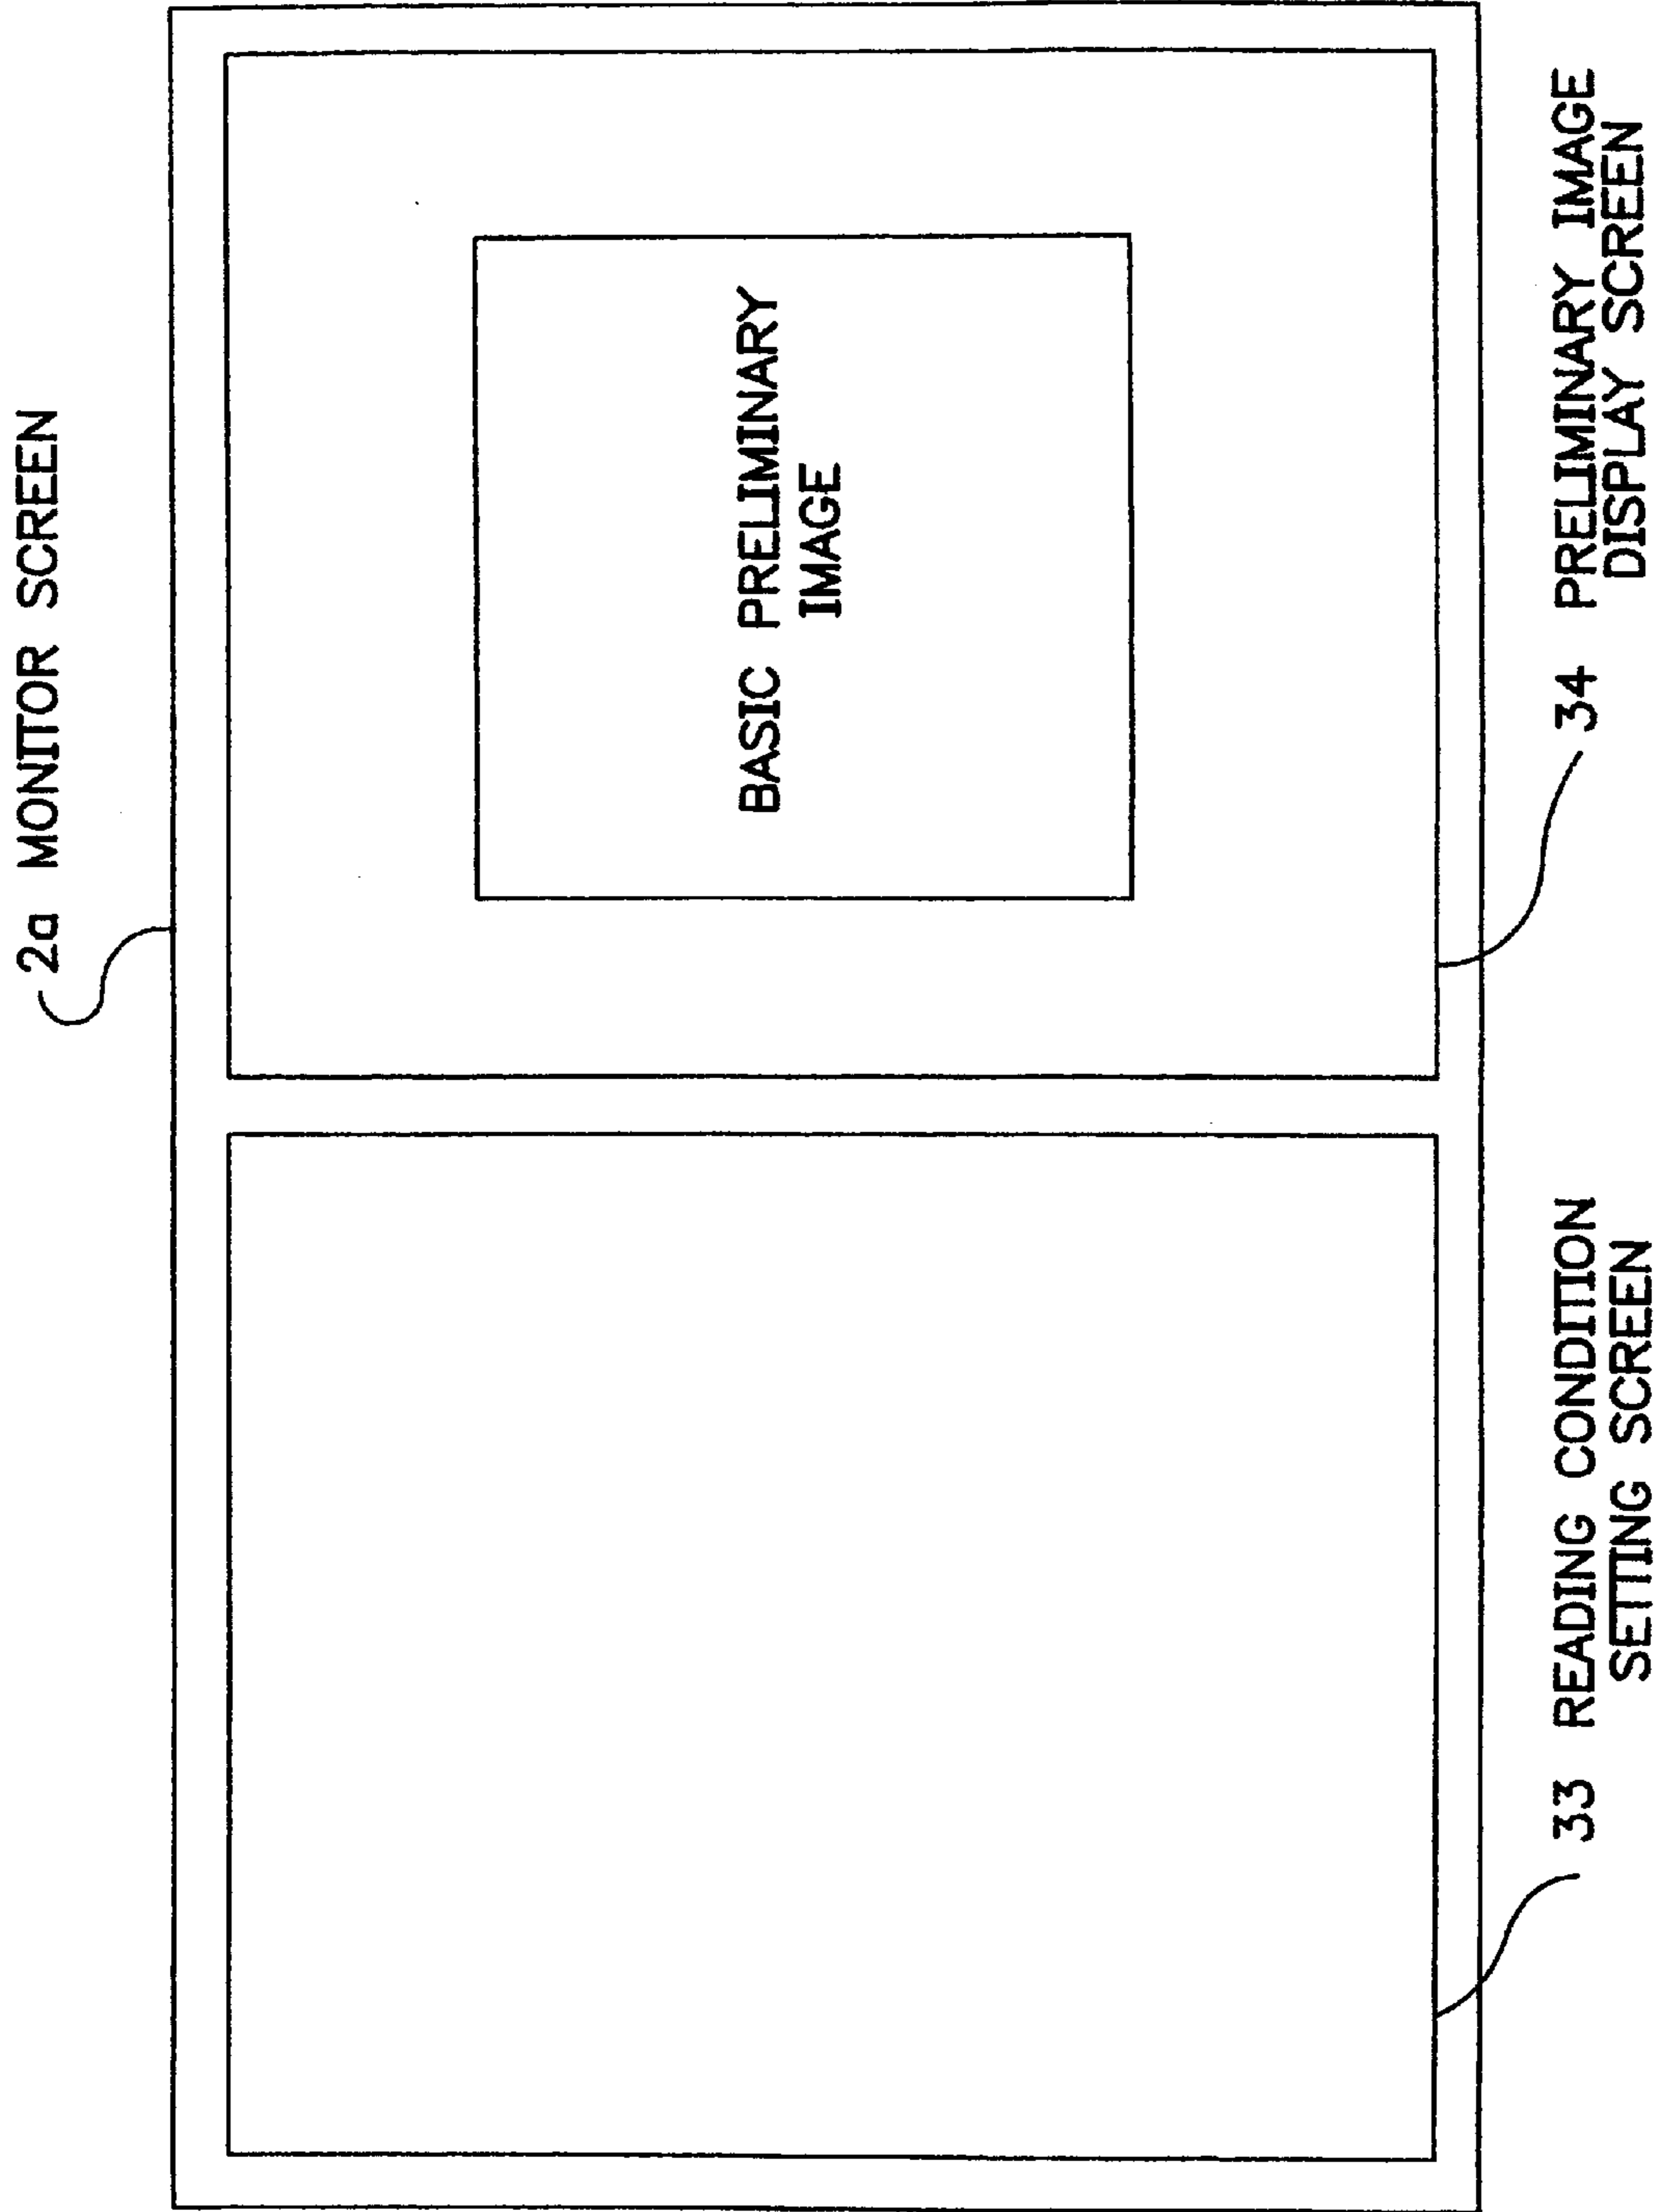 2a MONITOR SCREEN
BASIC PRELIMINARY
IMAGE
33 READING CONDITION
SETTING SCREEN
34 PRELIMINARY IMAGE
DISPLAY SCREEN